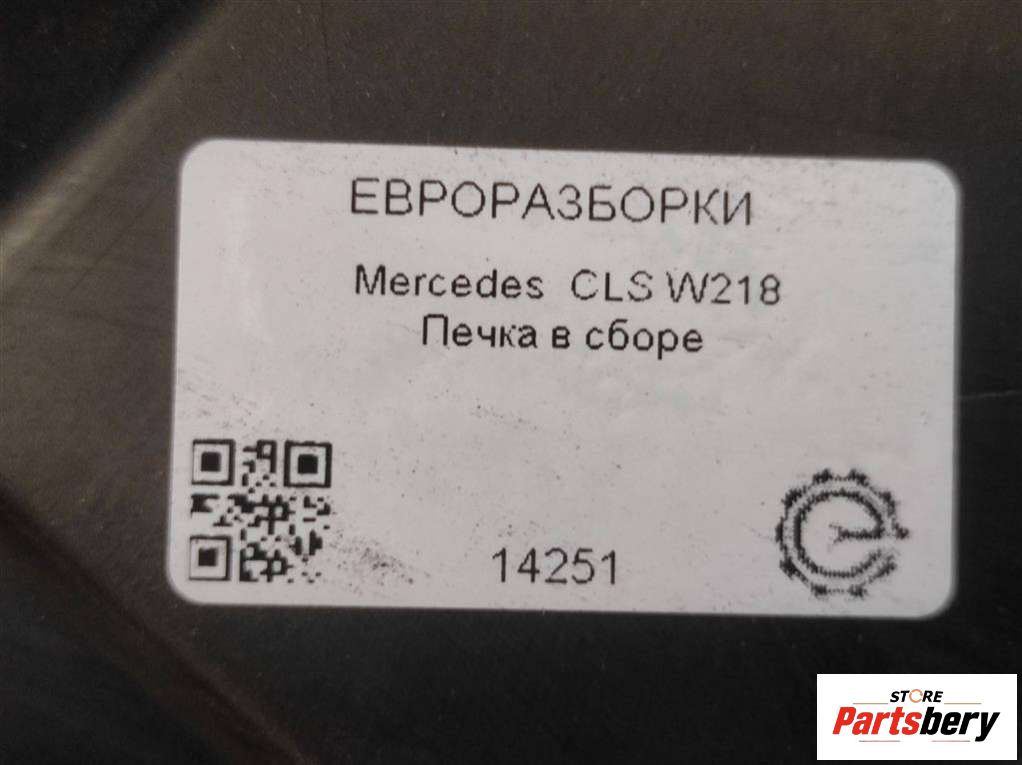 ЕВРОРАЗБОРКИ
Mercedes CLS W218
Печка в сборе
14251
STORE
Partsbery